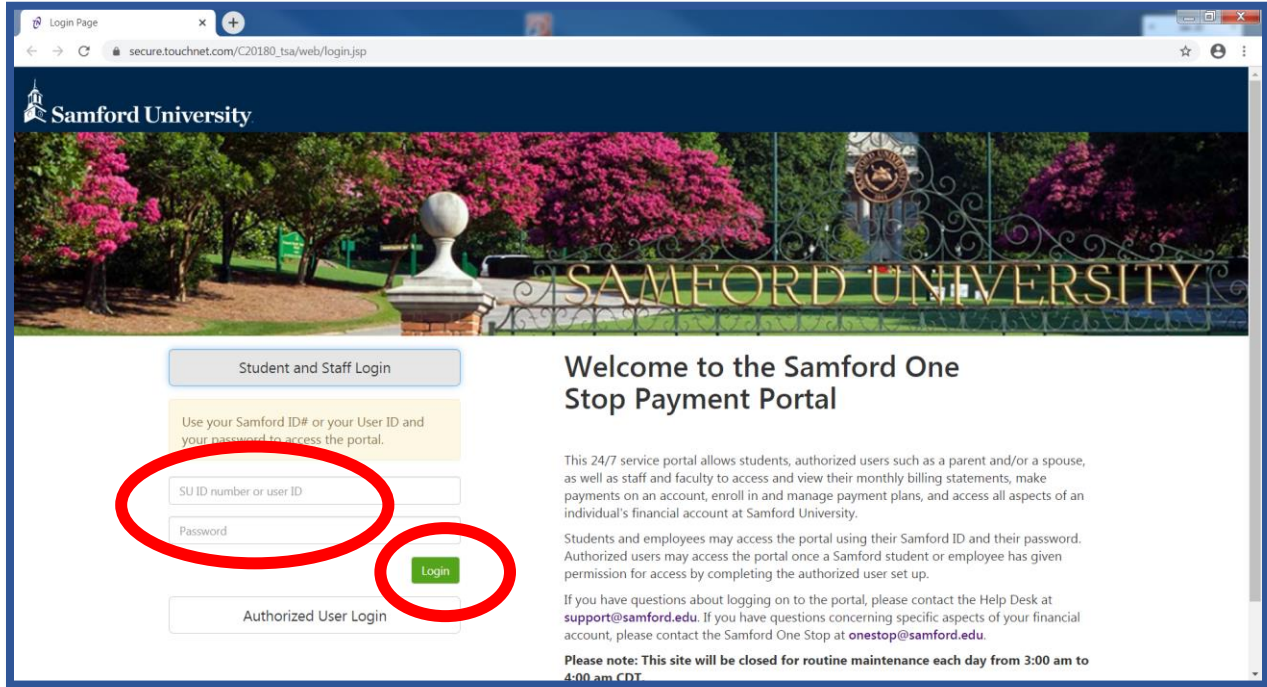 Login Page
secure.touchnet.com/C20180_tsa/web/login.jsp
Samford University
SAMFORD UNIVERSITY
Student and Staff Login
Use your Samford ID# or your User ID and
your password to access the portal.
SU ID number or user ID
Password
Login
Authorized User Login
Welcome to the Samford One
Stop Payment Portal
This 24/7 service portal allows students, authorized users such as a parent and/or a spouse,
as well as staff and faculty to access and view their monthly billing statements, make
payments on an account, enroll in and manage payment plans, and access all aspects of an
individual's financial account at Samford University.
Students and employees may access the portal using their Samford ID and their password.
Authorized users may access the portal once a Samford student or employee has given
permission for access by completing the authorized user set up.
If you have questions about logging on to the portal, please contact the Help Desk at
support@samford.edu. If you have questions concerning specific aspects of your financial
account, please contact the Samford One Stop at onestop@samford.edu.
Please note: This site will be closed for routine maintenance each day from 3:00 am to
4:00 am CDT.